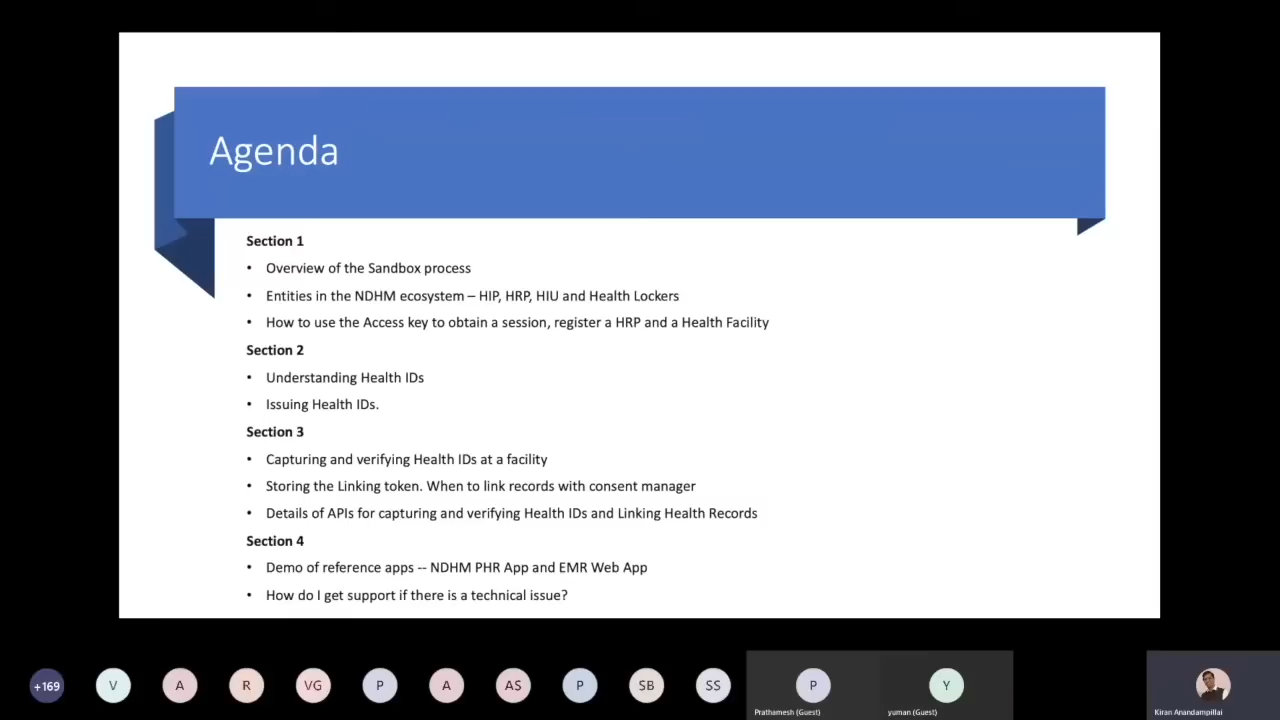 Agenda
Section 1
• Overview of the Sandbox process
• Entities in the NDHM ecosystem – HIP, HRP, HIU and Health Lockers
• How to use the Access key to obtain a session, register a HRP and a Health Facility
Section 2
• Understanding Health IDs
• Issuing Health IDs.
Section 3
• Capturing and verifying Health IDs at a facility
• Storing the Linking token. When to link records with consent manager
• Details of APIs for capturing and verifying Health IDs and Linking Health Records
Section 4
• Demo of reference apps -- NDHM PHR App and EMR Web App
• How do I get support if there is a technical issue?
+169 V A R VG P A AS P SB SS P Y
Prathamesh (Guest) yuman (Guest) Kiran Anandampillai